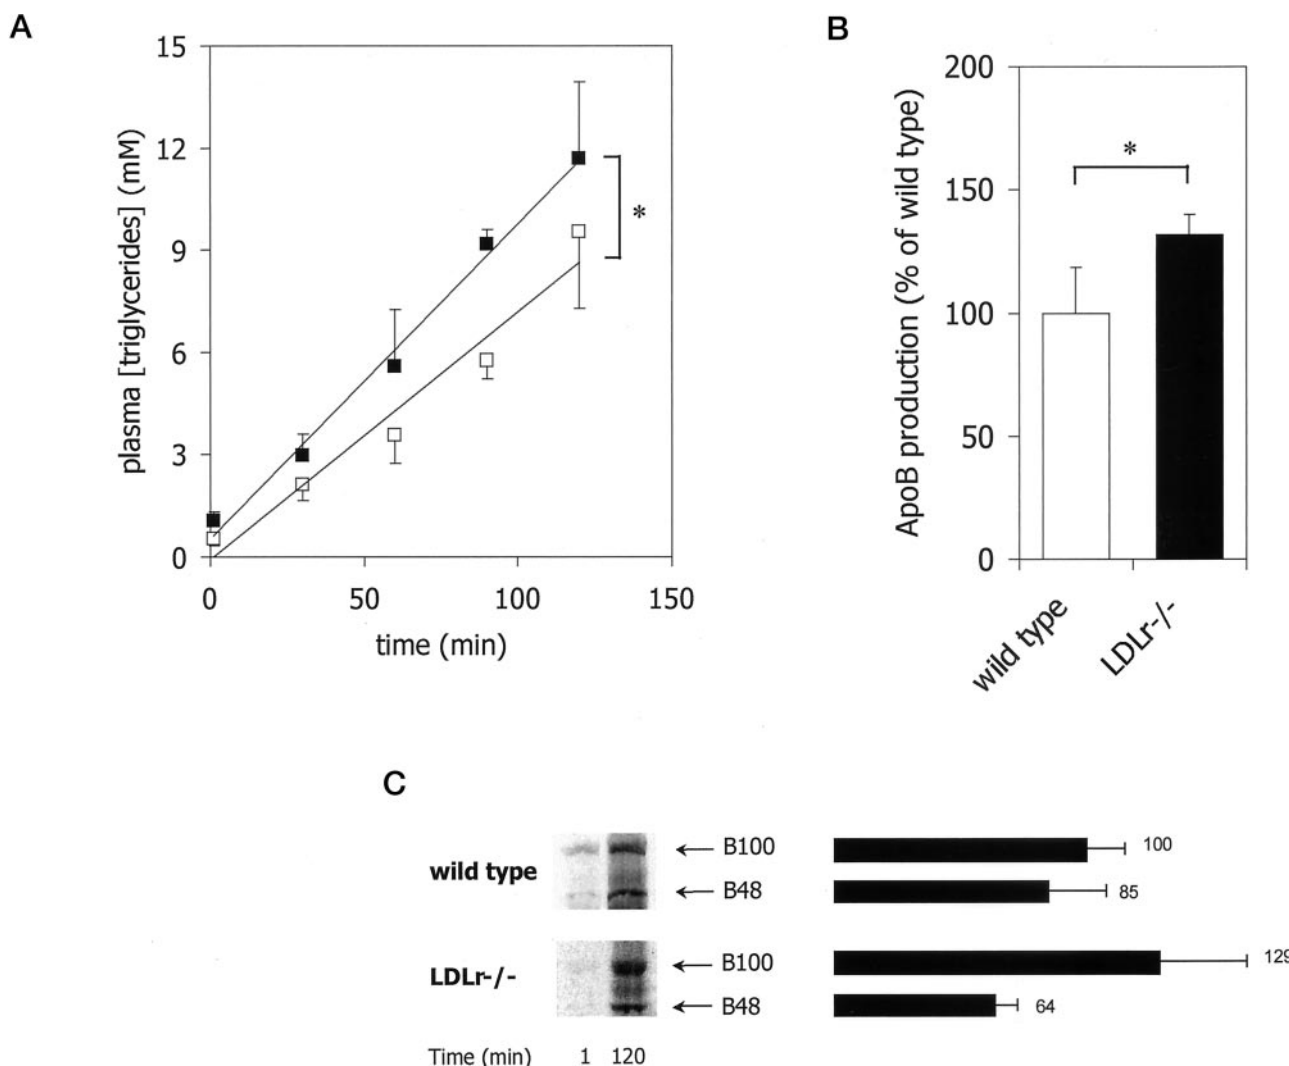 A
15
12
9
6
3
0
plasma [triglycerides] (mM)
*
0 50 100 150
time (min)
B
200
150
100
50
0
ApoB production (% of wild type)
*
wild type
LDLr-/-
C
wild type
B100
100
B48
85
LDLr-/-
B100
129
B48
64
Time (min) 1 120